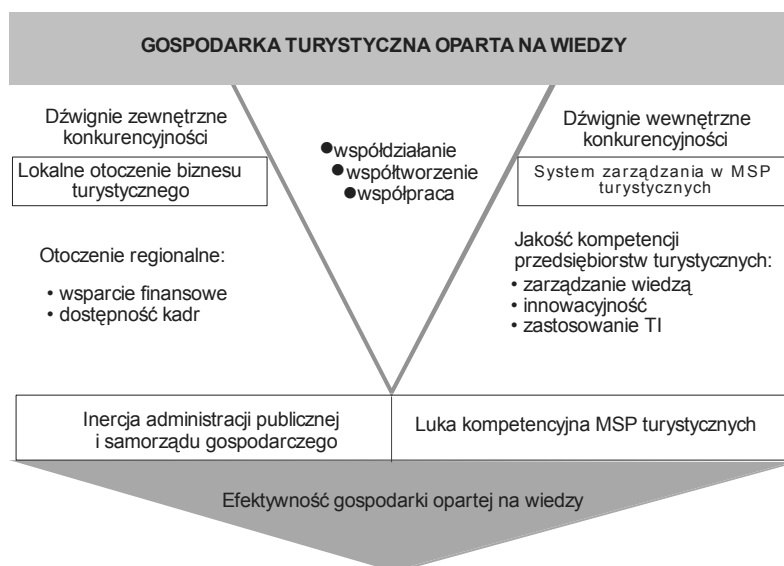 GOSPODARKA TURYSTYCZNA OPARTA NA WIEDZY
Dźwignie zewnętrzne
konkurencyjności
Lokalne otoczenie biznesu
turystycznego
Otoczenie regionalne:
• wsparcie finansowe
• dostępność kadr
●współdziałanie
●współtworzenie
●współpraca
Dźwignie wewnętrzne
konkurencyjności
System zarządzania w MSP
turystycznych
Jakość kompetencji
przedsiębiorstw turystycznych:
• zarządzanie wiedzą
• innowacyjność
• zastosowanie TI
Inercja administracji publicznej
i samorządu gospodarczego
Luka kompetencyjna MSP turystycznych
Efektywność gospodarki opartej na wiedzy